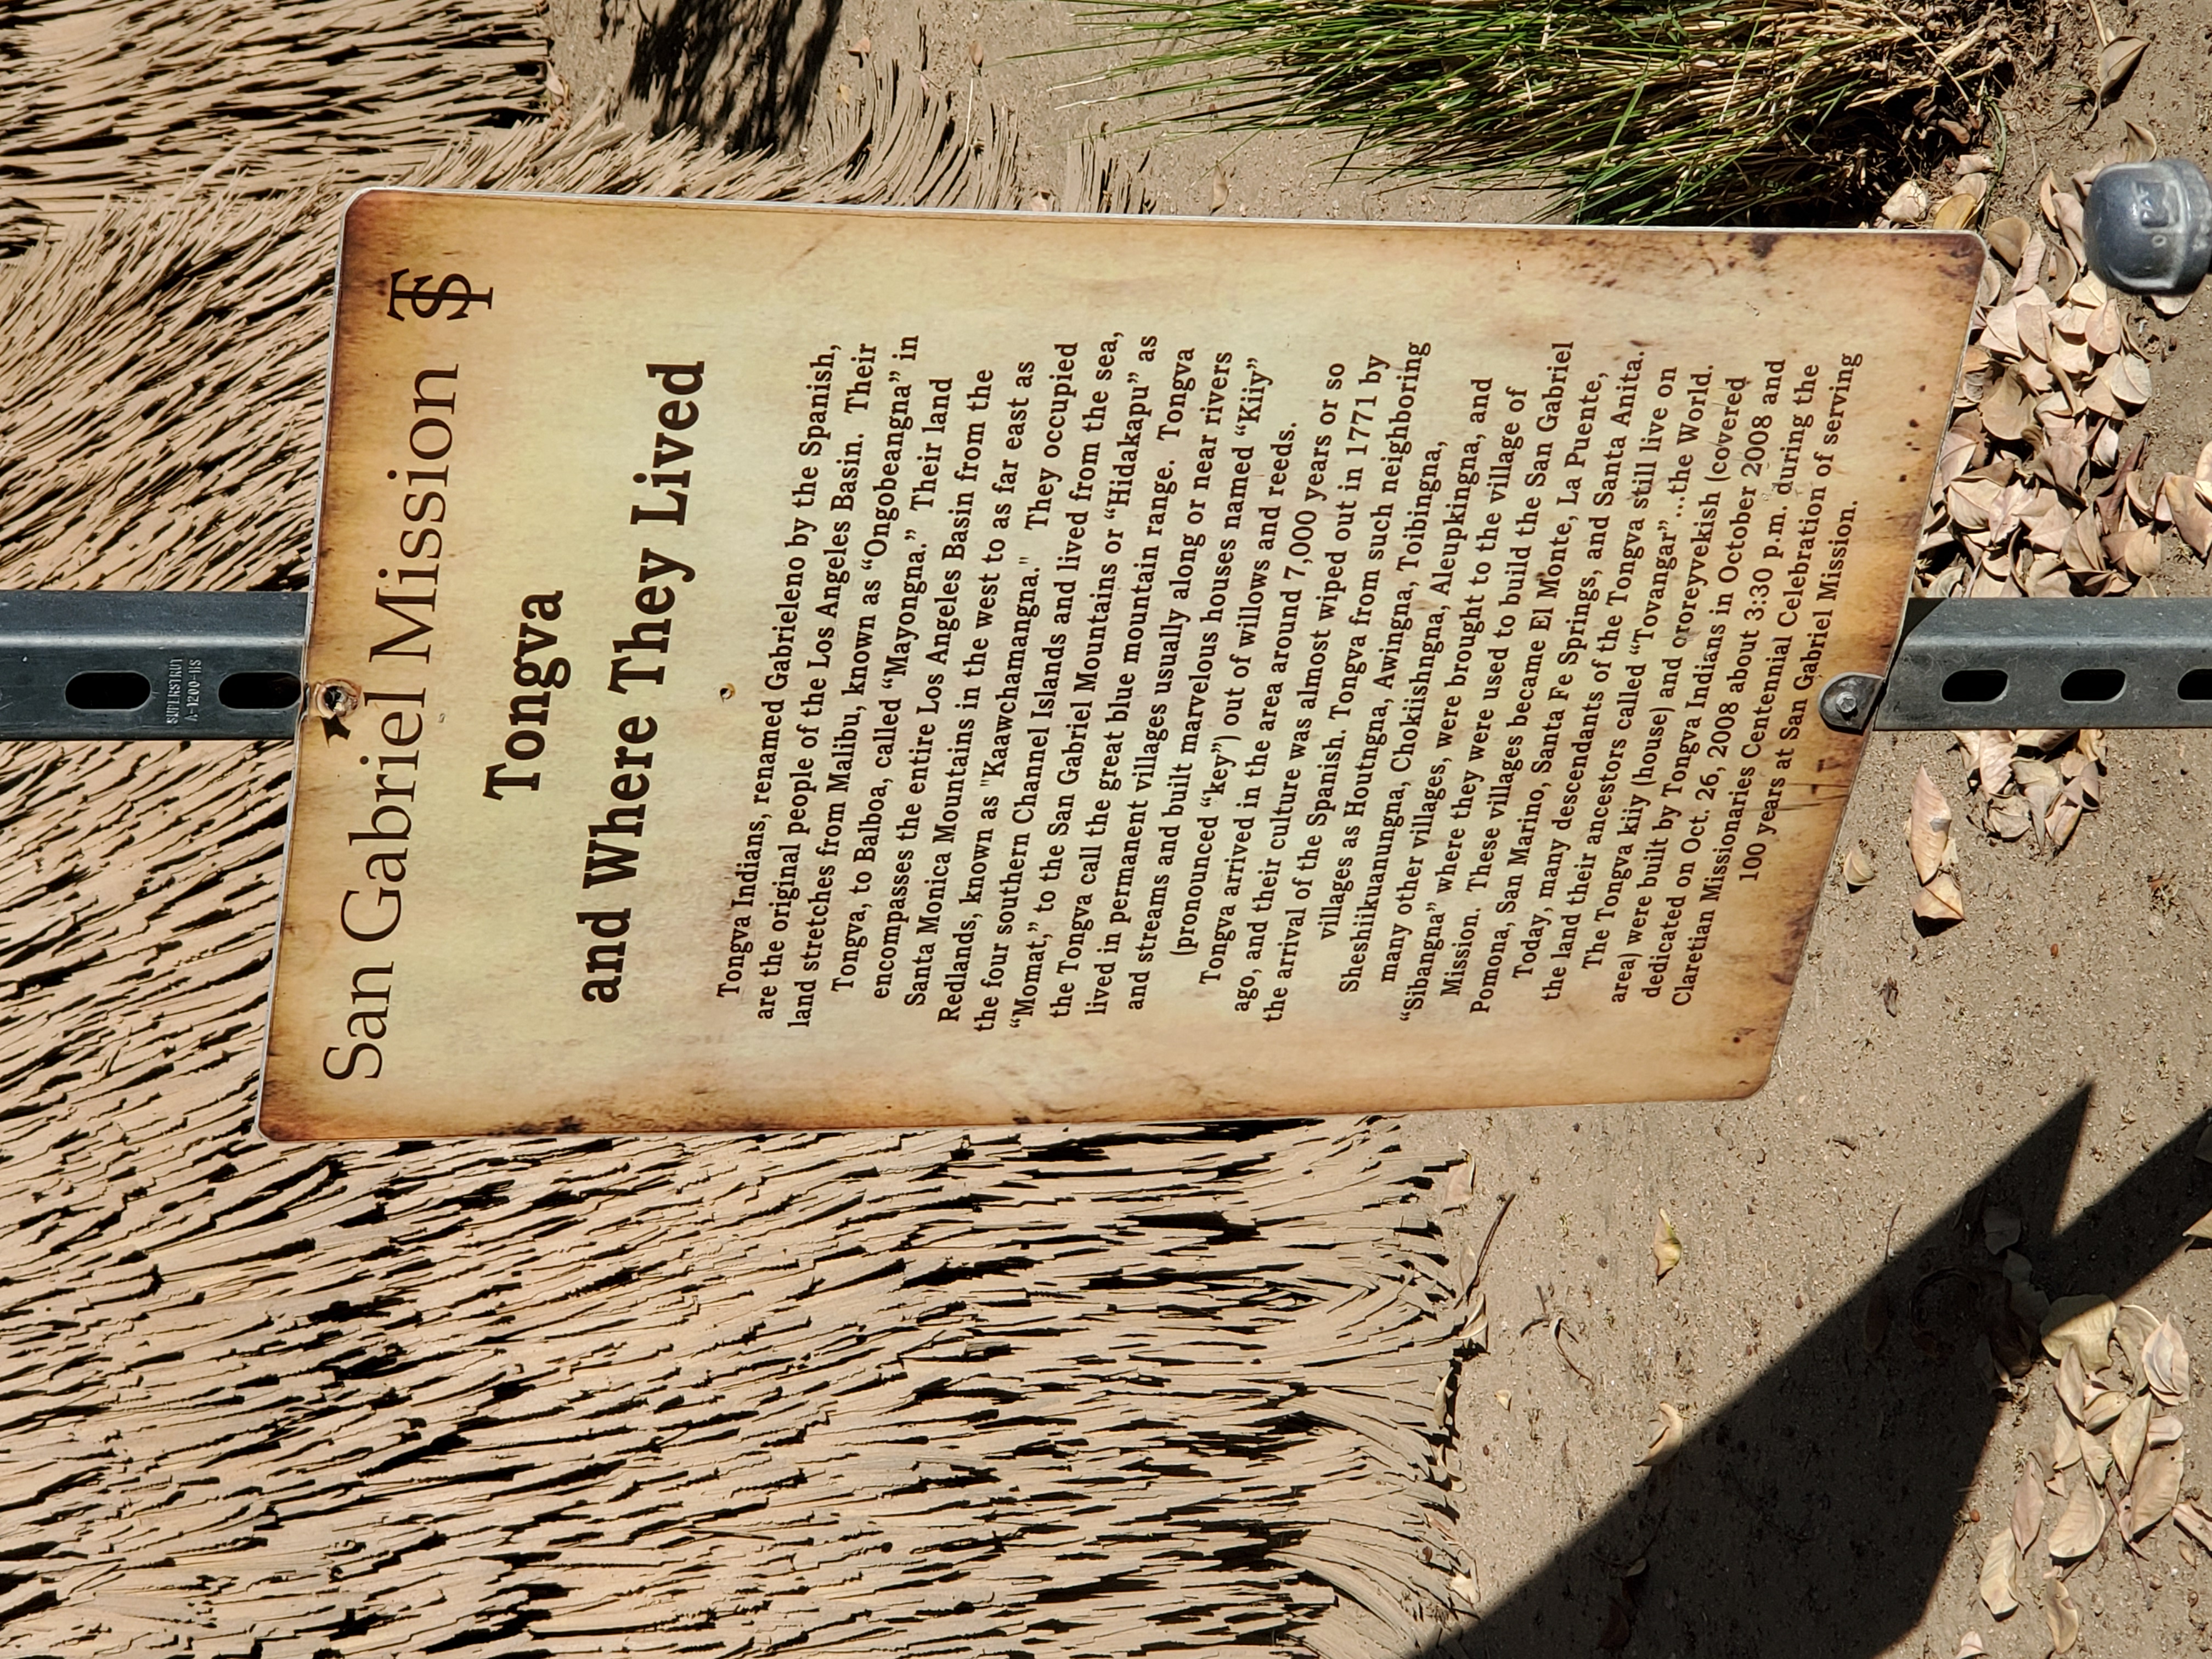 SUPERSTRUT
A-1200-HS
San Gabriel Mission
Tongva
and Where They Lived
Tongva Indians, renamed Gabrieleno by the Spanish,
are the original people of the Los Angeles Basin. Their
land stretches from Malibu, known as “Ongobeangna” in
Tongva, to Balboa, called “Mayongna.” Their land
encompasses the entire Los Angeles Basin from the
Santa Monica Mountains in the west to as far east as
Redlands, known as "Kaawchamangna." They occupied
the four southern Channel Islands and lived from the sea,
“Momat,” to the San Gabriel Mountains or “Hidakapu” as
the Tongva call the great blue mountain range. Tongva
lived in permanent villages usually along or near rivers
and streams and built marvelous houses named “Kiiy”
(pronounced “key”) out of willows and reeds.
Tongva arrived in the area around 7,000 years or so
ago, and their culture was almost wiped out in 1771 by
the arrival of the Spanish. Tongva from such neighboring
villages as Houtngna, Awingna, Toibingna,
Sheshiikuanungna, Chokiishngna, Aleupkingna, and
many other villages, were brought to the village of
“Sibangna” where they were used to build the San Gabriel
Mission. These villages became El Monte, La Puente,
Pomona, San Marino, Santa Fe Springs, and Santa Anita.
Today, many descendants of the Tongva still live on
the land their ancestors called “Tovangar”...the World.
The Tongva kiiy (house) and ororeyvekish (covered
area) were built by Tongva Indians in October 2008 and
dedicated on Oct. 26, 2008 about 3:30 p.m. during the
Claretian Missionaries Centennial Celebration of serving
100 years at San Gabriel Mission.